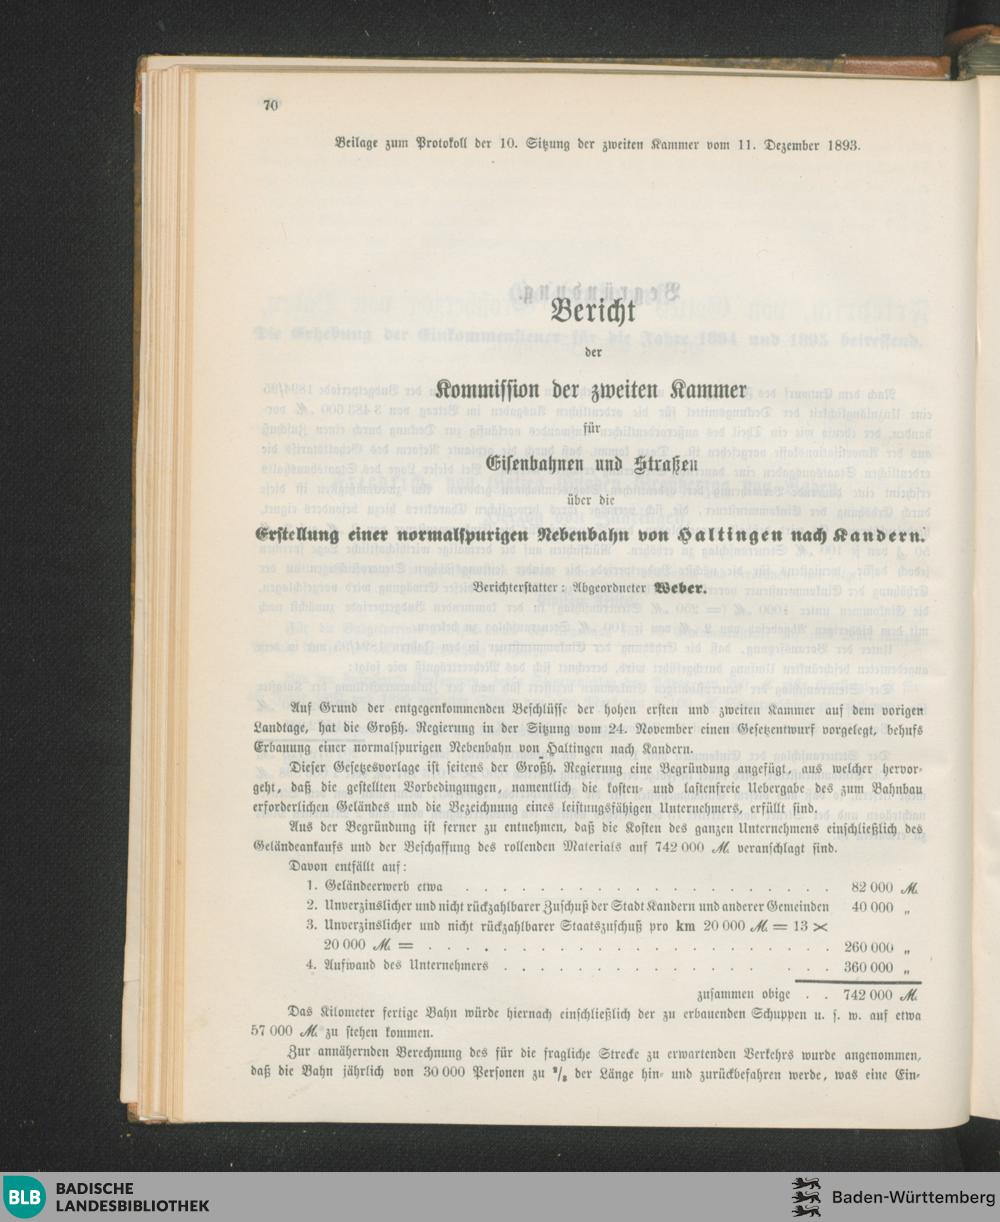 70
Beilage zum Protokoll der 10. Sitzung der zweiten Kammer vom 11. Dezember 1893.
Bericht
der
Kommission der zweiten Kammer
für
Eisenbahnen und Straßen
über die
Erstellung einer normalspurigen Nebenbahn von Haltingen nach Kandern.
Berichterstatter: Abgeordneter Weber.
Auf Grund der entgegenkommenden Beschlüsse der hohen ersten und zweiten Kammer auf dem vorigen
Landtage, hat die Großh. Regierung in der Sitzung vom 24. November einen Gesetzentwurf vorgelegt, behufs
Erbauung einer normalspurigen Nebenbahn von Haltingen nach Kandern.
Dieser Gesetzesvorlage ist seitens der Großh. Regierung eine Begründung angefügt, aus welcher hervor-
geht, daß die gestellten Vorbedingungen, namentlich die kosten- und lastenfreie Uebergabe des zum Bahnbau
erforderlichen Geländes und die Bezeichnung eines leistungsfähigen Unternehmers, erfüllt sind.
Aus der Begründung ist ferner zu entnehmen, daß die Kosten des ganzen Unternehmens einschließlich des
Geländeankaufs und der Beschaffung des rollenden Materials auf 742 000 ℳ. veranschlagt sind.
Davon entfällt auf:
1. Geländeerwerb etwa . . . . . . . . . . . . . . . . . . . 82 000 ℳ.
2. Unverzinslicher und nicht rückzahlbarer Zuschuß der Stadt Kandern und anderer Gemeinden 40 000 „
3. Unverzinslicher und nicht rückzahlbarer Staatszuschuß pro km 20 000 ℳ. = 13 ×
20 000 ℳ. = . . . . . . . . . . . . . . . . . . . . . 260 000 „
4. Aufwand des Unternehmers . . . . . . . . . . . . . . . . . 360 000 „
zusammen obige . . 742 000 ℳ.
Das Kilometer fertige Bahn würde hiernach einschließlich der zu erbauenden Schuppen u. s. w. auf etwa
57 000 ℳ. zu stehen kommen.
Zur annähernden Berechnung des für die fragliche Strecke zu erwartenden Verkehrs wurde angenommen,
daß die Bahn jährlich von 30 000 Personen zu ²/₃ der Länge hin- und zurückbefahren werde, was eine Ein-
BLB BADISCHE
LANDESBIBLIOTHEK
Baden-Württemberg